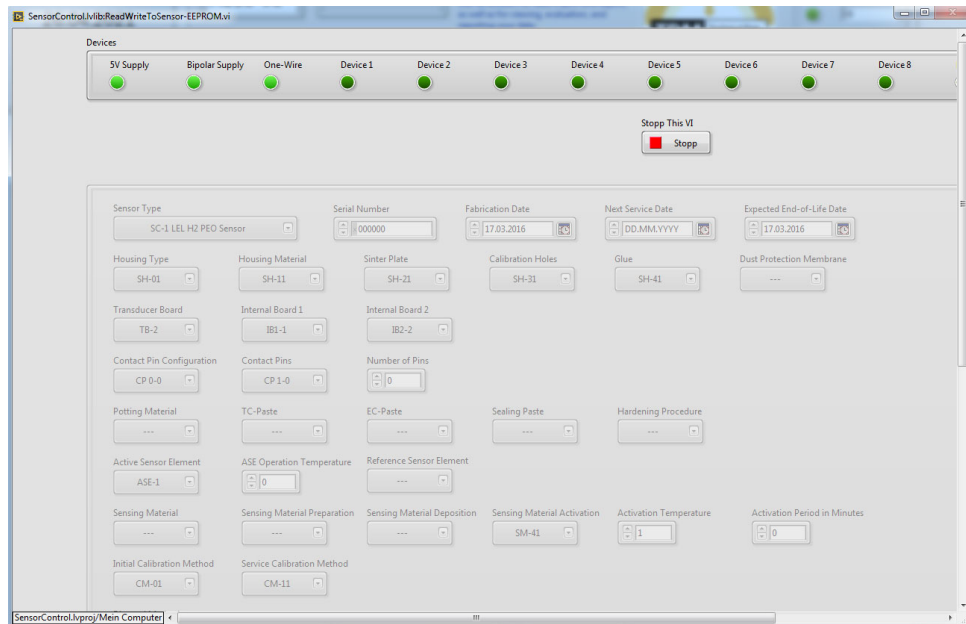 SensorControl.lvlib:ReadWriteToSensor-EEPROM.vi
Devices
5V Supply Bipolar Supply One-Wire Device 1 Device 2 Device 3 Device 4 Device 5 Device 6 Device 7 Device 8
Stopp This VI
Stopp
Sensor Type Serial Number Fabrication Date Next Service Date Expected End-of-Life Date
SC-1 LEL H2 PEO Sensor 000000 17.03.2016 DD.MM.YYYY 17.03.2016
Housing Type Housing Material Sinter Plate Calibration Holes Glue Dust Protection Membrane
SH-01 SH-11 SH-21 SH-31 SH-41 ---
Transducer Board Internal Board 1 Internal Board 2
TB-2 IB1-1 IB2-2
Contact Pin Configuration Contact Pins Number of Pins
CP 0-0 CP 1-0 0
Potting Material TC-Paste EC-Paste Sealing Paste Hardening Procedure
--- --- --- --- ---
Active Sensor Element ASE Operation Temperature Reference Sensor Element
ASE-1 0 ---
Sensing Material Sensing Material Preparation Sensing Material Deposition Sensing Material Activation Activation Temperature Activation Period in Minutes
--- --- --- SM-41 1 0
Initial Calibration Method Service Calibration Method
CM-01 CM-11
SensorControl.lvproj/Mein Computer